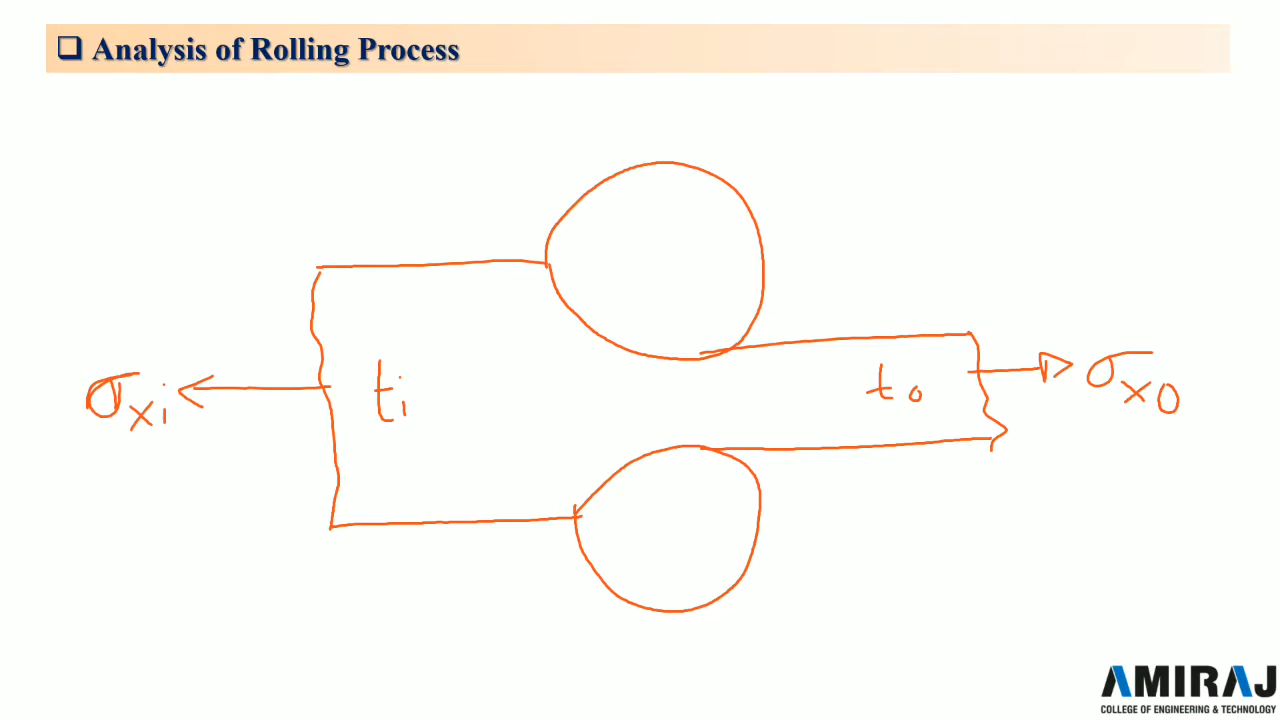 ❑ Analysis of Rolling Process
σxi
ti
to
σxo
AMIRAJ
COLLEGE OF ENGINEERING & TECHNOLOGY